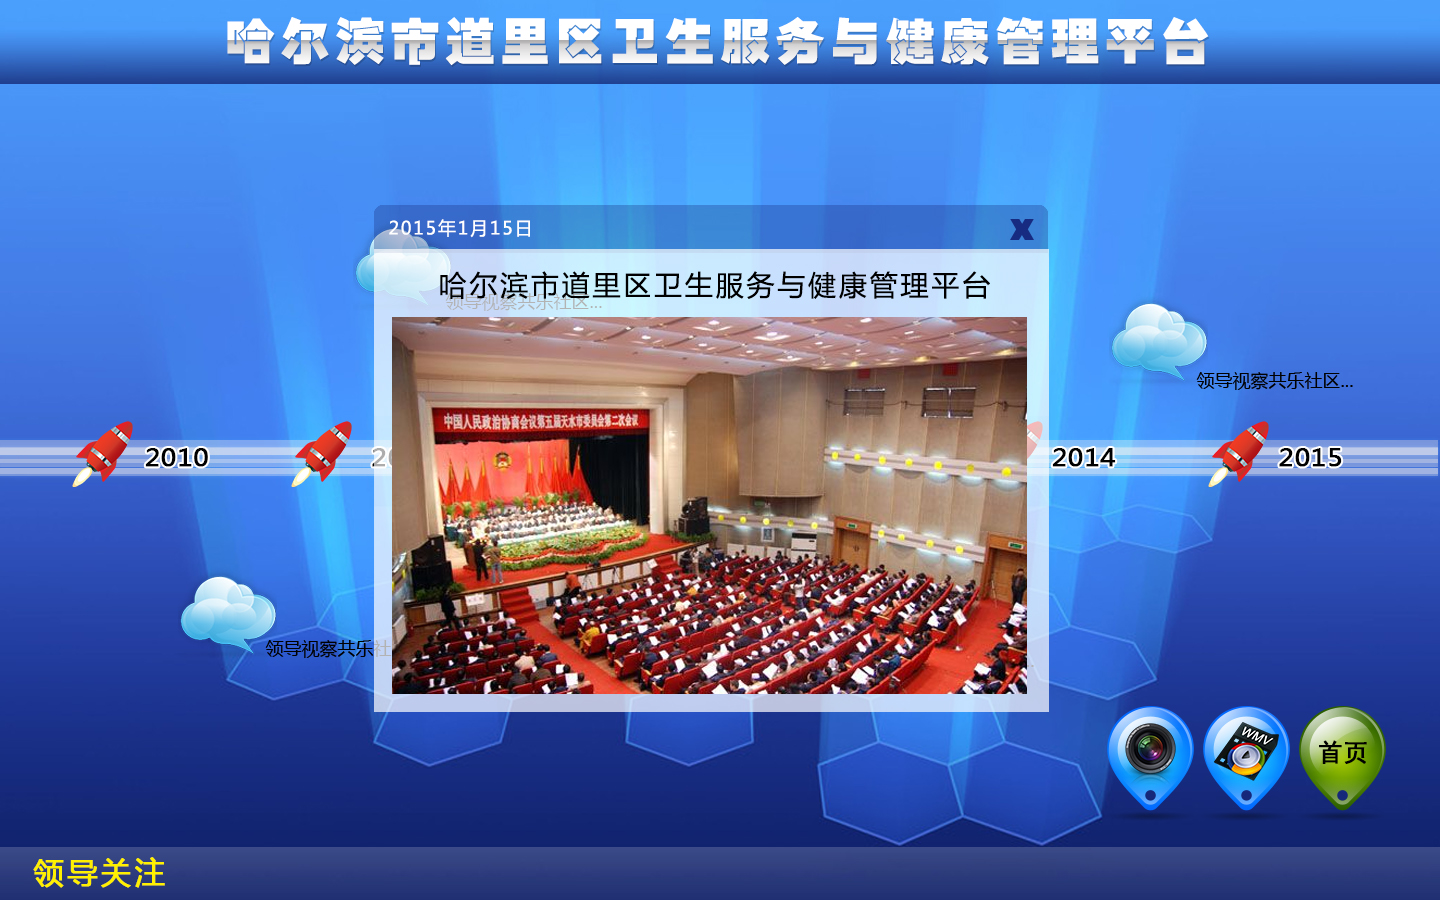 哈尔滨市道里区卫生服务与健康管理平台
2015年1月15日
X
哈尔滨市道里区卫生服务与健康管理平台
领导视察共乐社区...
领导视察共乐社区...
中国人民政治协商会议第五届天水市委员会第二次会议
2010
2014
2015
领导视察共乐社
WMV
首页
领导关注